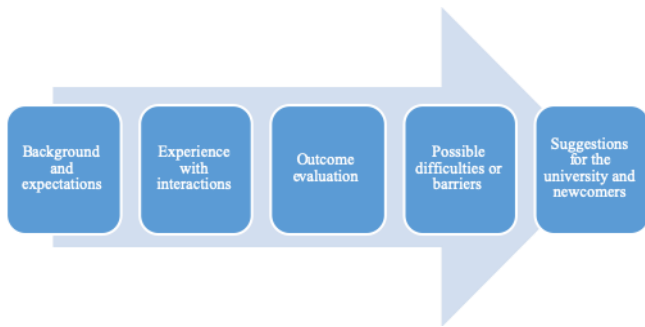 Background
and
expectations
Experience
with
interactions
Outcome
evaluation
Possible
difficulties or
barriers
Suggestions
for the
university and
newcomers